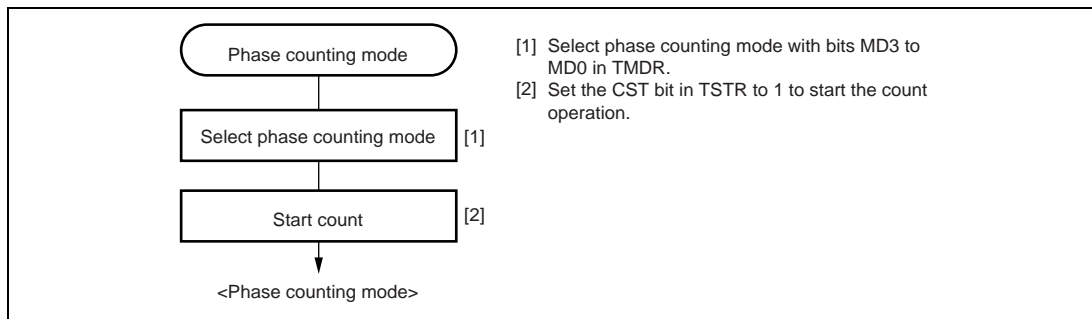 Phase counting mode
Select phase counting mode [1]
Start count [2]
<Phase counting mode>
[1] Select phase counting mode with bits MD3 to
MD0 in TMDR.
[2] Set the CST bit in TSTR to 1 to start the count
operation.